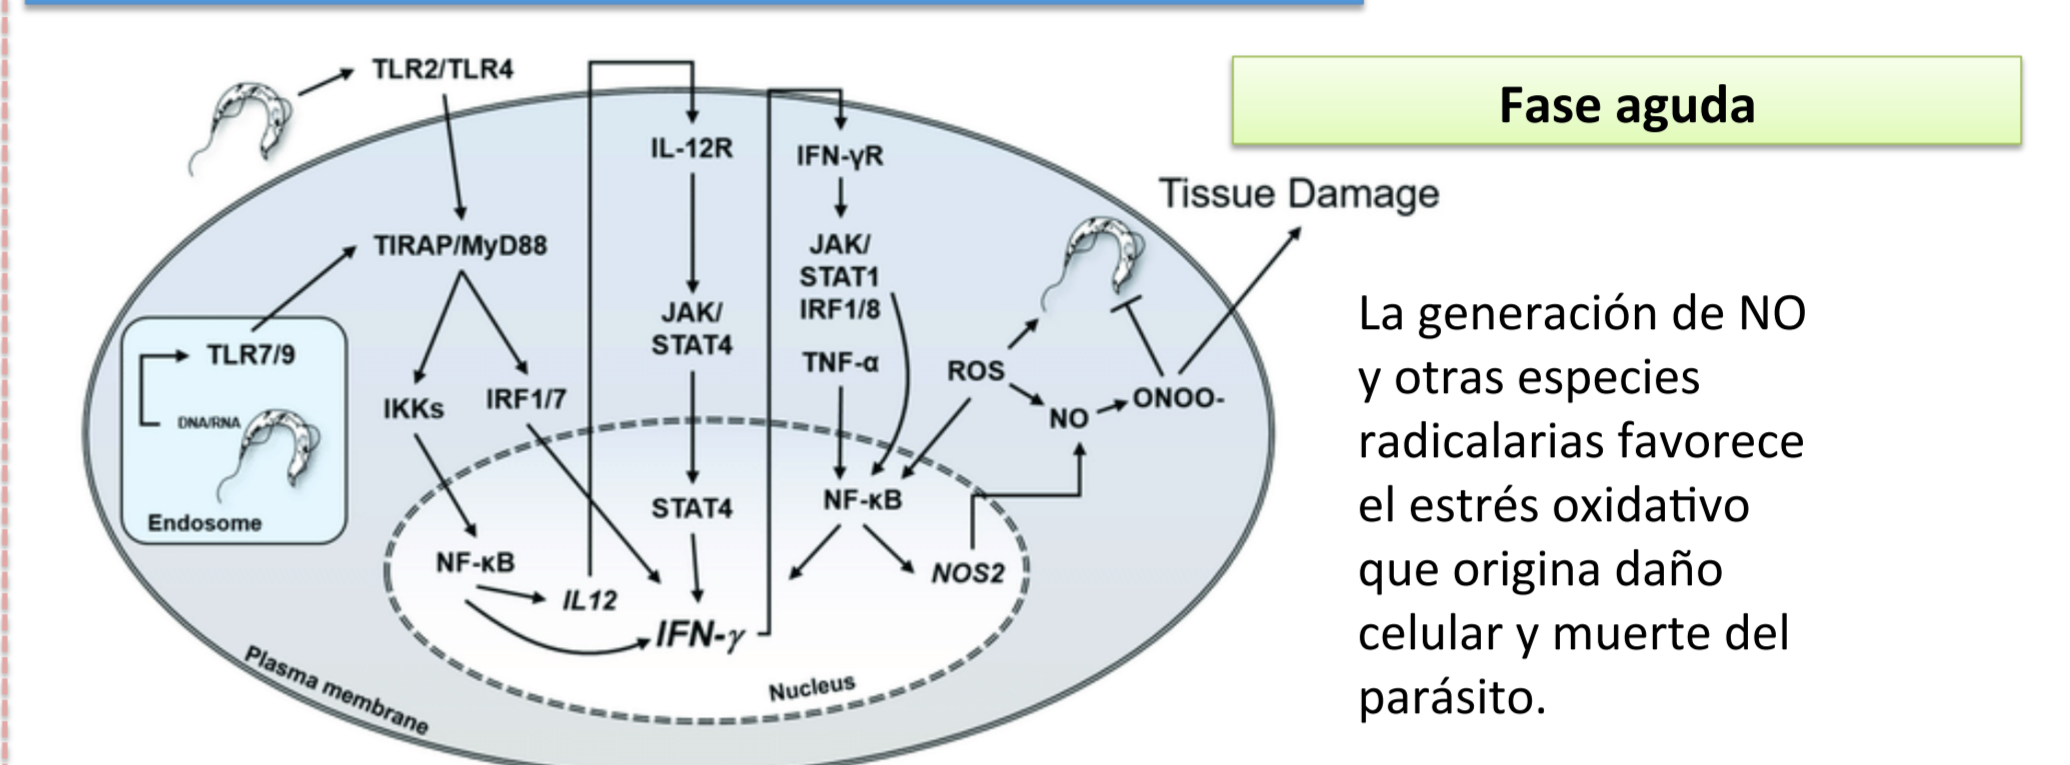 TLR2/TLR4
Fase aguda
IL-12R
IFN-γR
Tissue Damage
TIRAP/MyD88
JAK/
STAT1
IRF1/8
JAK/
STAT4
TLR7/9
TNF-α
ROS
IKKs
IRF1/7
NO
ONOO-
DNA/RNA
Endosome
STAT4
NF-κB
NF-κB
IL12
NOS2
IFN-γ
Nucleus
Plasma membrane
La generación de NO
y otras especies
radicalarias favorece
el estrés oxidativo
que origina daño
celular y muerte del
parásito.